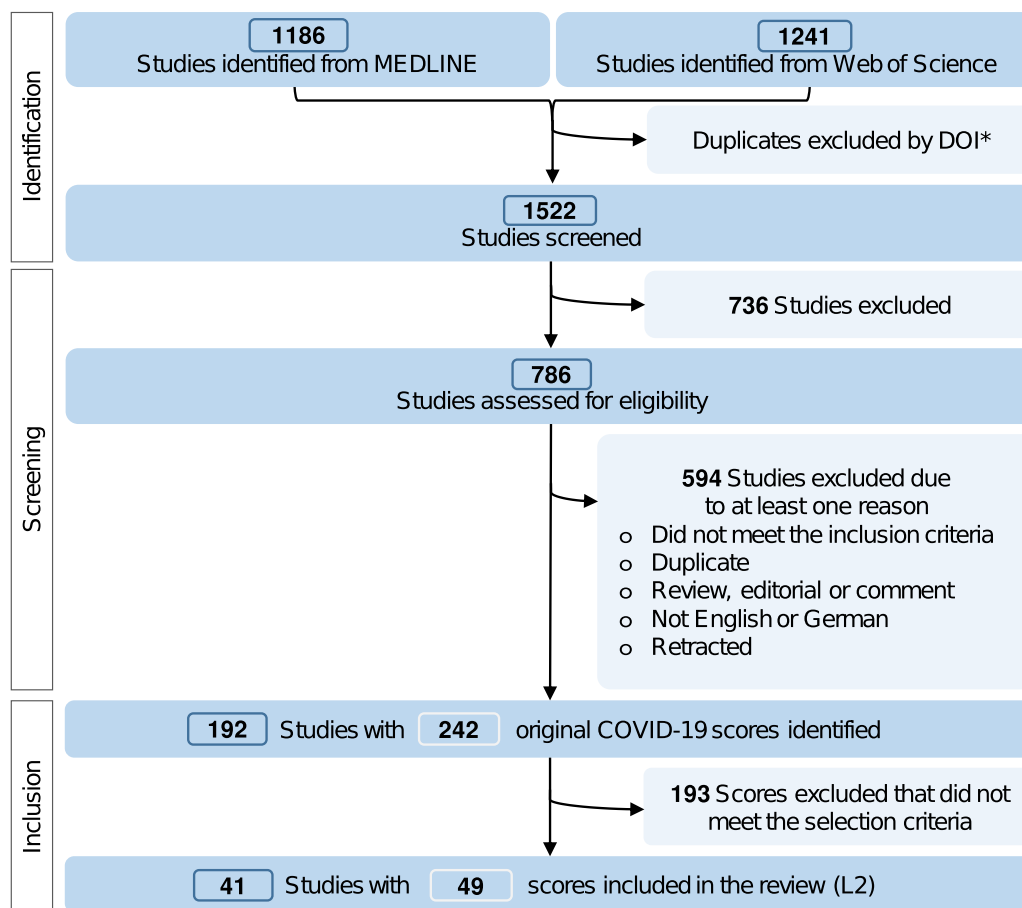 Identification
1186
Studies identified from MEDLINE
1241
Studies identified from Web of Science
Duplicates excluded by DOI*
1522
Studies screened
Screening
736 Studies excluded
786
Studies assessed for eligibility
594 Studies excluded due
to at least one reason
o Did not meet the inclusion criteria
o Duplicate
o Review, editorial or comment
o Not English or German
o Retracted
Inclusion
192 Studies with 242 original COVID-19 scores identified
193 Scores excluded that did not
meet the selection criteria
41 Studies with 49 scores included in the review (L2)